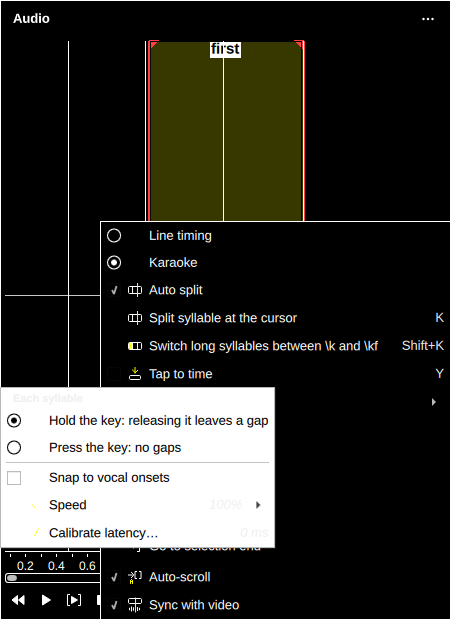 Audio
first
Line timing
Karaoke
Auto split
Split syllable at the cursor K
Switch long syllables between \k and \kf Shift+K
Tap to time Y
Each syllable
Hold the key: releasing it leaves a gap
Press the key: no gaps
Snap to vocal onsets
Speed 100%
Calibrate latency… 0 ms
Go to selection end
0.2 0.4 0.6
Auto-scroll
Sync with video